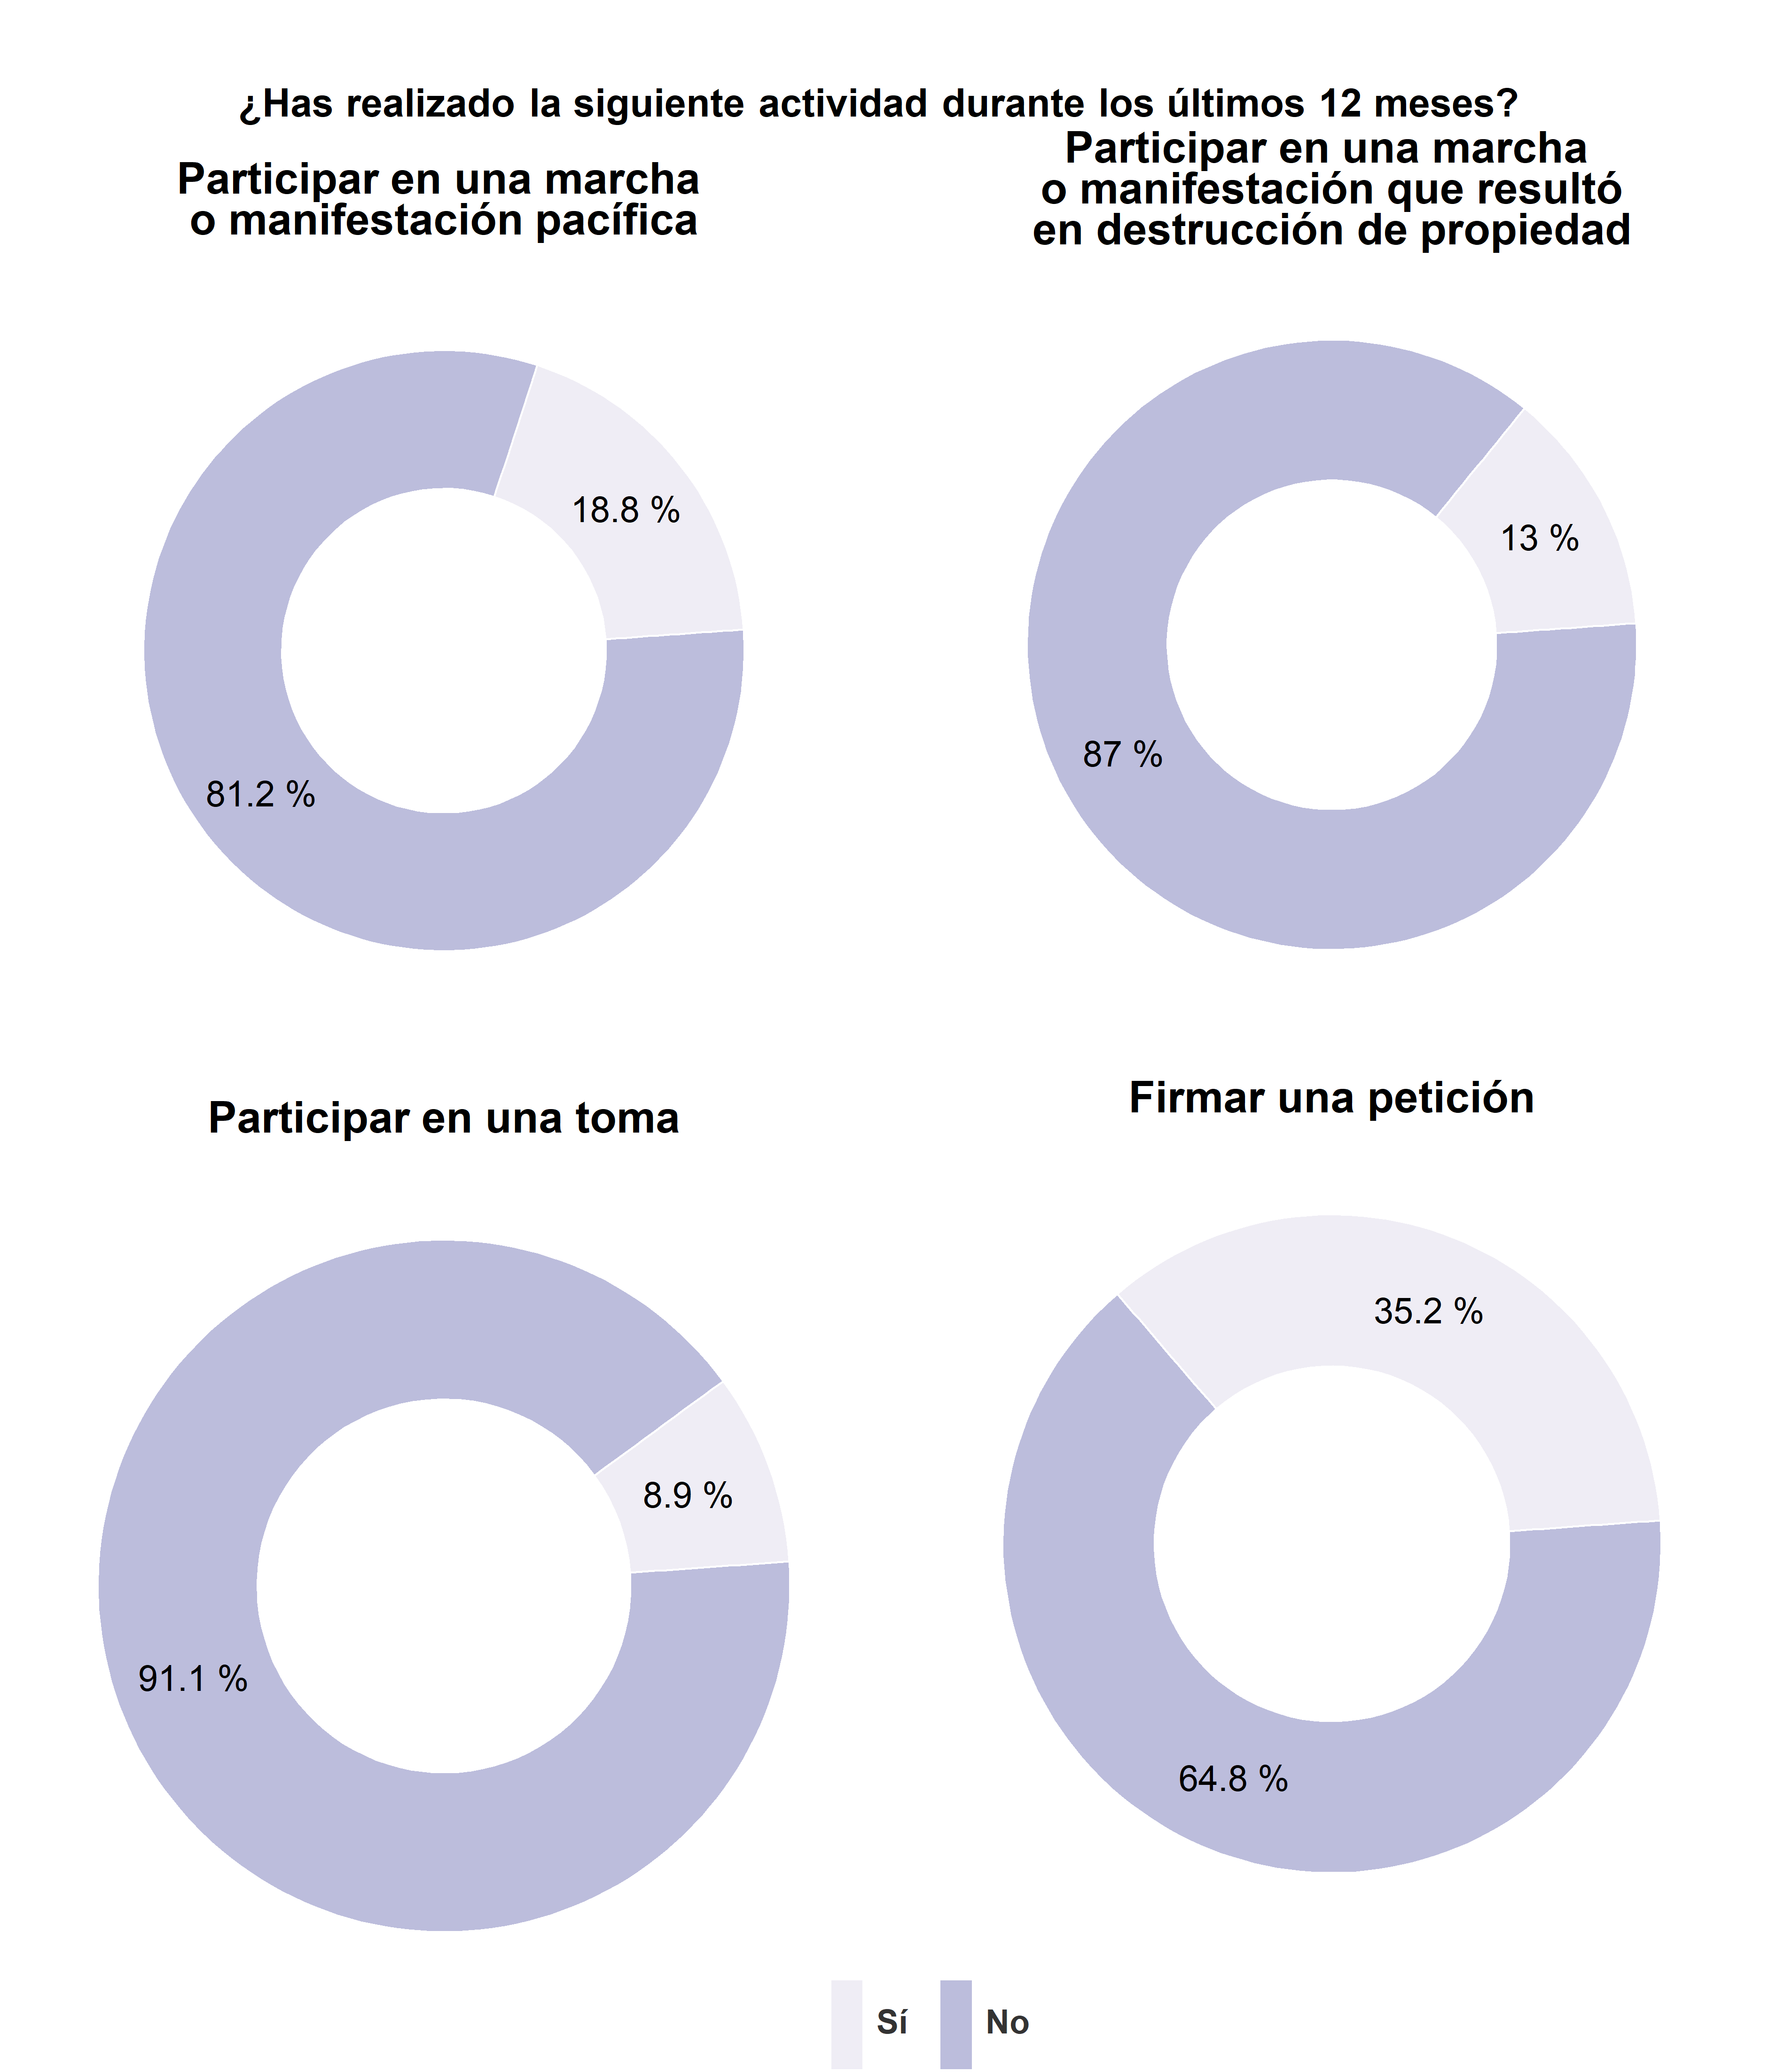 ¿Has realizado la siguiente actividad durante los últimos 12 meses?
Participar en una marcha
o manifestación pacífica
18.8 %
81.2 %
Participar en una marcha
o manifestación que resultó
en destrucción de propiedad
13 %
87 %
Participar en una toma
8.9 %
91.1 %
Firmar una petición
35.2 %
64.8 %
Sí
No